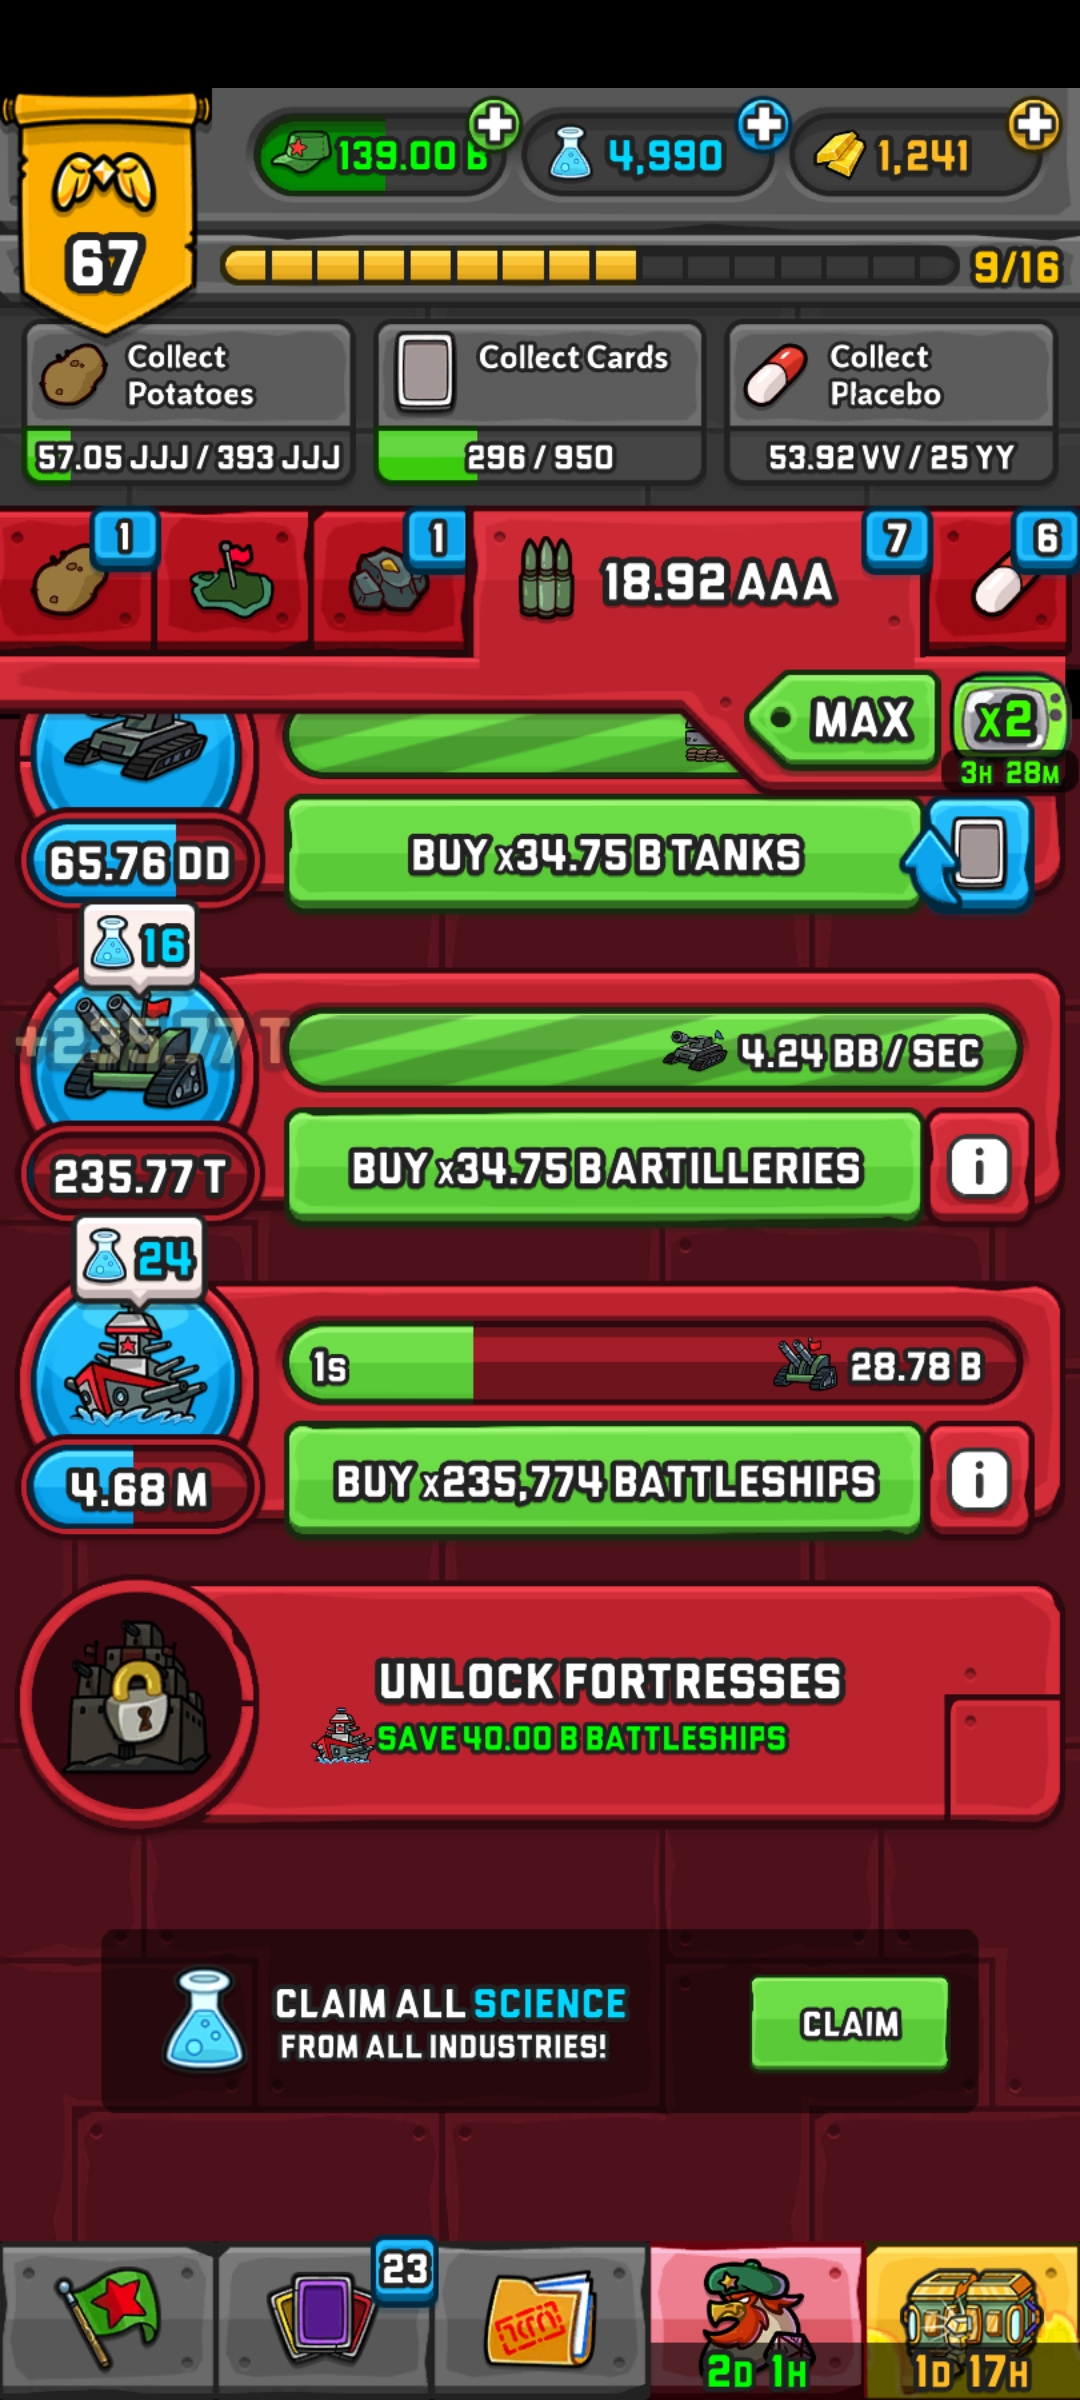 139.00 B
4,990
1,241
67
9/16
Collect
Potatoes
57.05 JJJ / 393 JJJ
Collect Cards
296 / 950
Collect
Placebo
53.92 VV / 25 YY
1
1
18.92 AAA
7
6
MAX
x2
3H 28M
65.76 DD
BUY x34.75 B TANKS
16
+235.77 T
4.24 BB / SEC
235.77 T
BUY x34.75 B ARTILLERIES
24
1s
28.78 B
4.68 M
BUY x235,774 BATTLESHIPS
UNLOCK FORTRESSES
SAVE 40.00 B BATTLESHIPS
CLAIM ALL SCIENCE
FROM ALL INDUSTRIES!
CLAIM
23
2D 1H
1D 17H